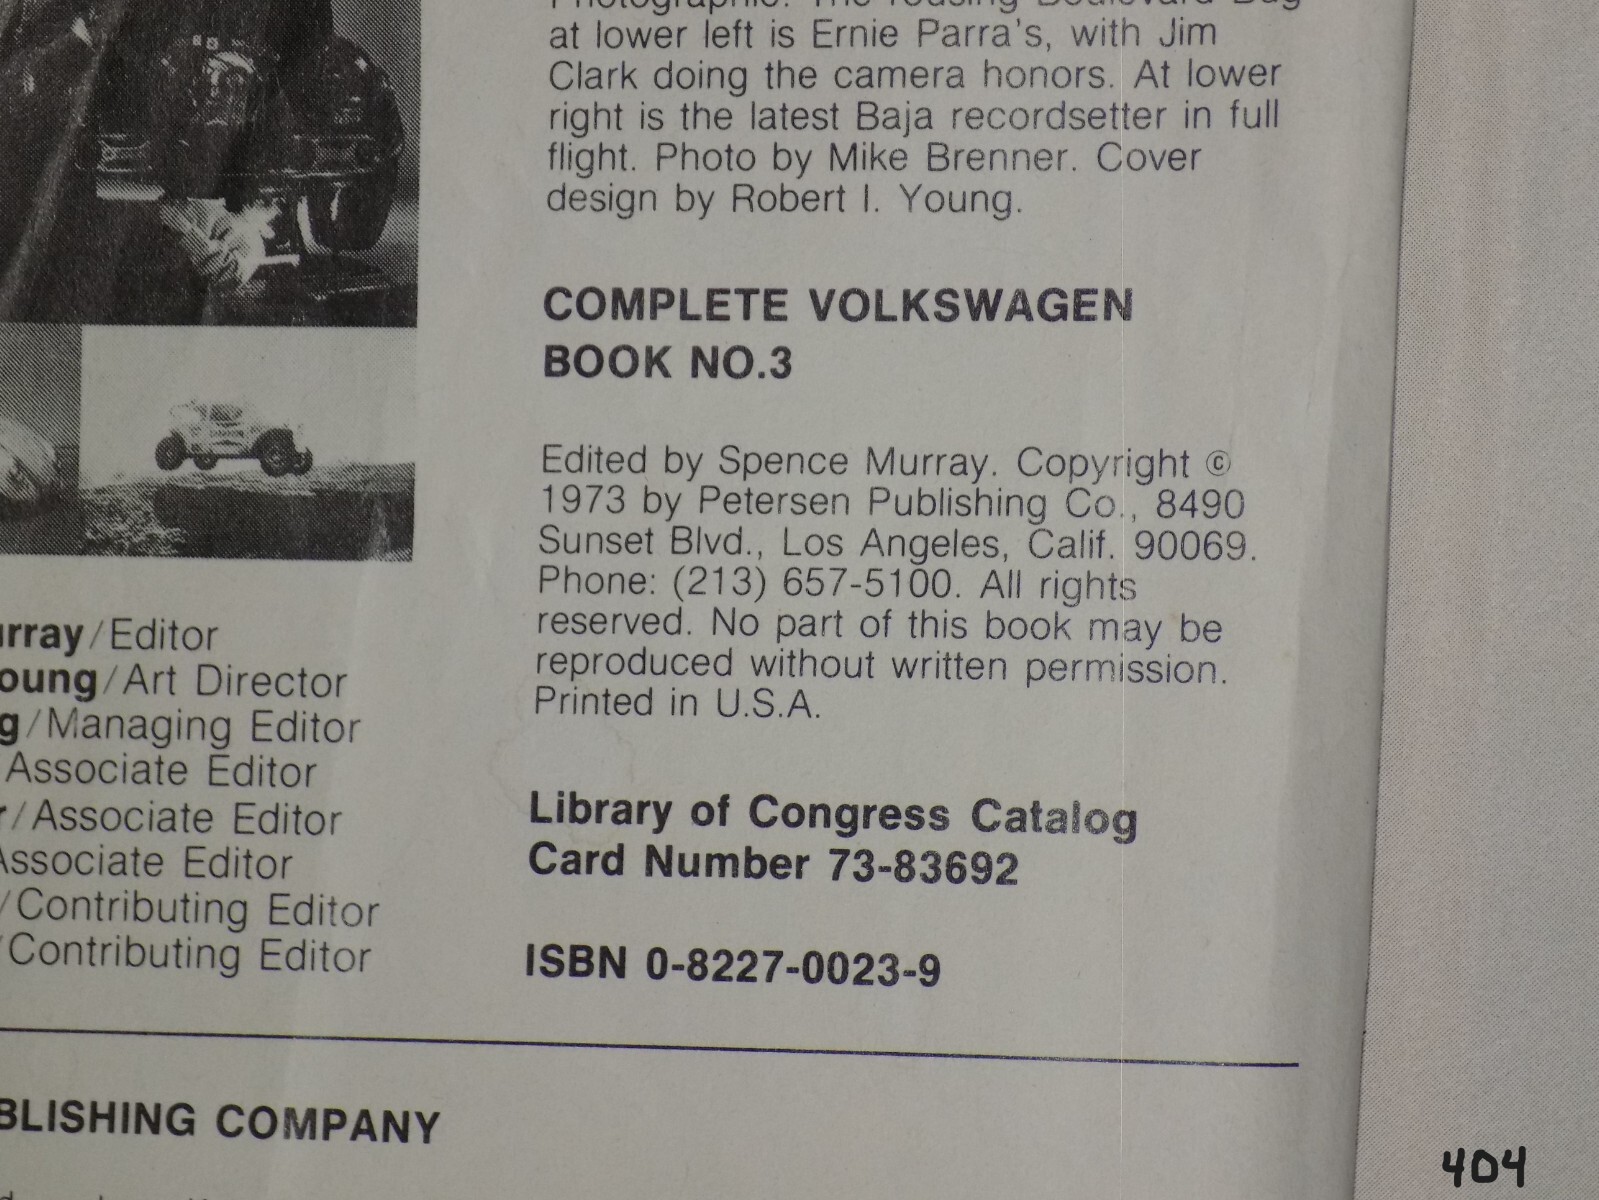 at lower left is Ernie Parra's, with Jim
Clark doing the camera honors. At lower
right is the latest Baja recordsetter in full
flight. Photo by Mike Brenner. Cover
design by Robert I. Young.
COMPLETE VOLKSWAGEN
BOOK NO.3
Edited by Spence Murray. Copyright ©
1973 by Petersen Publishing Co., 8490
Sunset Blvd., Los Angeles, Calif. 90069.
Phone: (213) 657-5100. All rights
reserved. No part of this book may be
reproduced without written permission.
Printed in U.S.A.
Library of Congress Catalog
Card Number 73-83692
ISBN 0-8227-0023-9
rray/Editor
oung/Art Director
g/Managing Editor
Associate Editor
r/Associate Editor
Associate Editor
/Contributing Editor
/Contributing Editor
BLISHING COMPANY
404